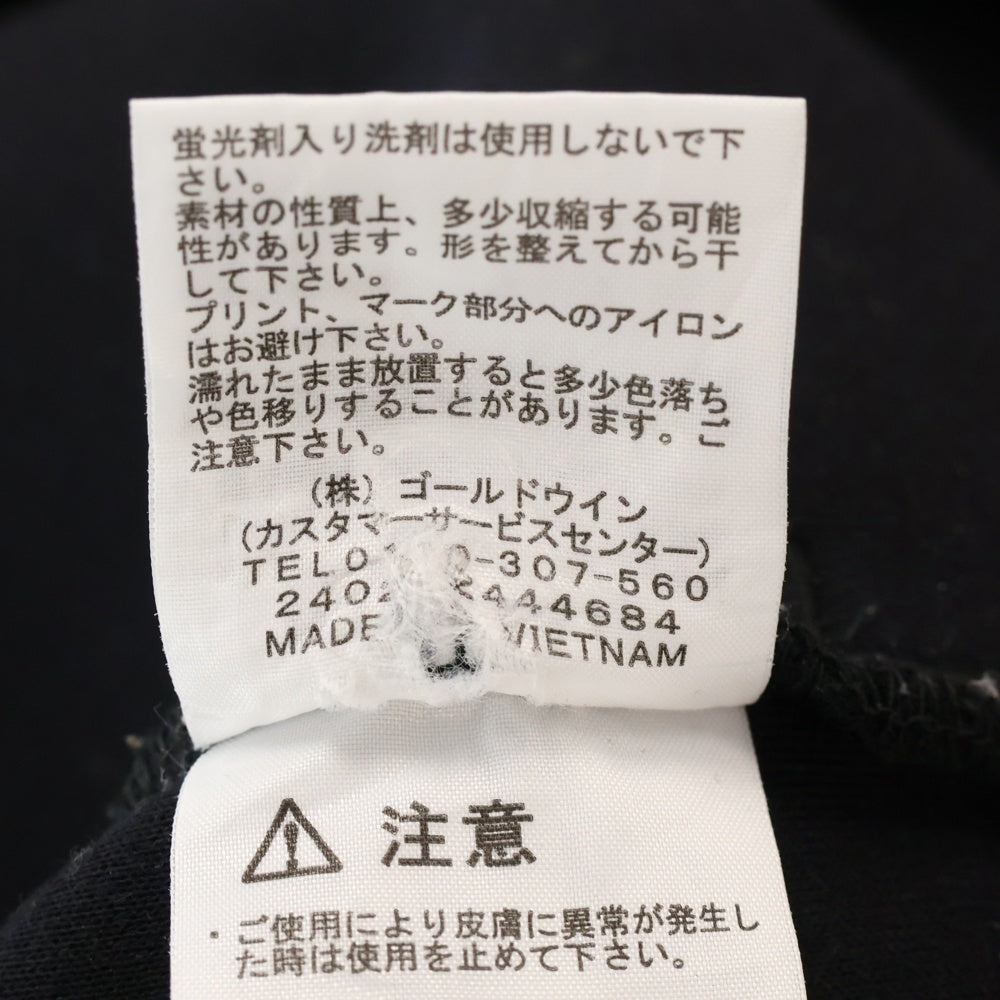 蛍光剤入り洗剤は使用しないで下
さい。
素材の性質上、多少収縮する可能
性があります。形を整えてから干
して下さい。
プリント、マーク部分へのアイロン
はお避け下さい。
濡れたまま放置すると多少色落ち
や色移りすることがあります。ご
注意下さい。
(株) ゴールドウイン
(カスタマーサービスセンター)
TEL -307-560
MADE VIETNAM
注意
・ご使用により皮膚に異常が発生し
た時は使用を止めて下さい。